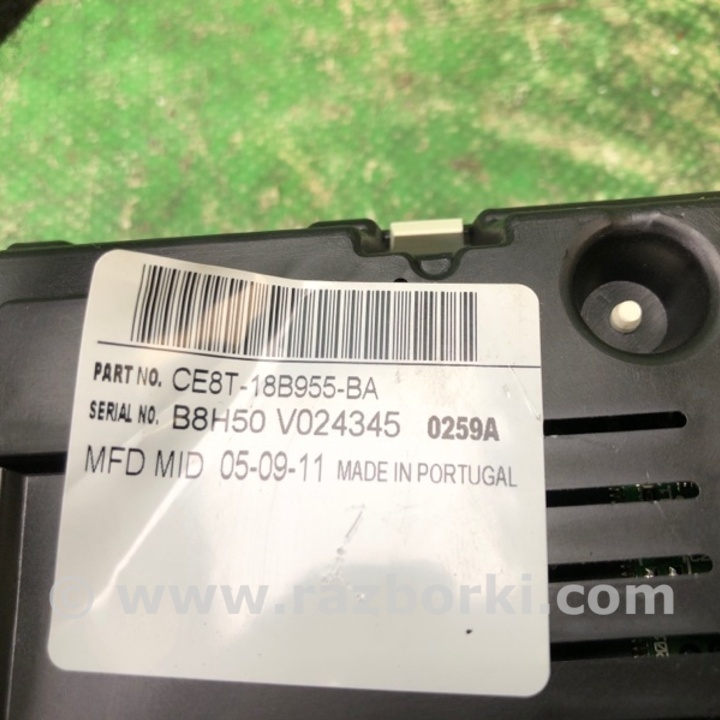 PART NO. CE8T-18B955-BA
SERIAL NO. B8H50 V024345 0259A
MFD MID 05-09-11 MADE IN PORTUGAL
© www.razborki.com